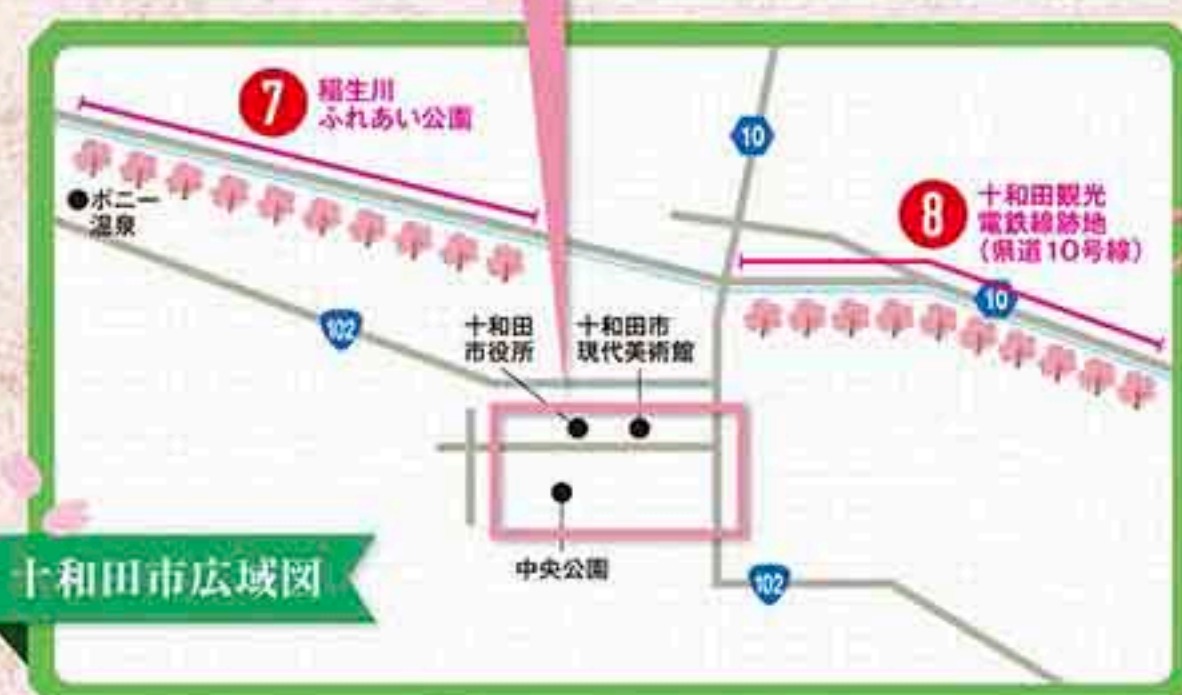 7
稲生川
ふれあい公園
10
8
十和田観光
電鉄線跡地
(県道10号線)
ポニー
温泉
10
102
十和田
市役所
十和田市
現代美術館
中央公園
102
十和田市広域図